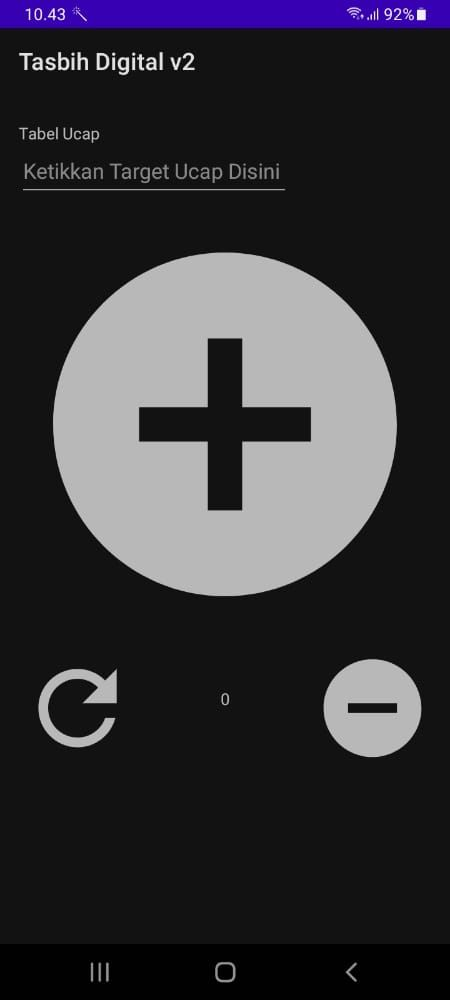 10.43 92%
Tasbih Digital v2
Tabel Ucap
Ketikkan Target Ucap Disini
0